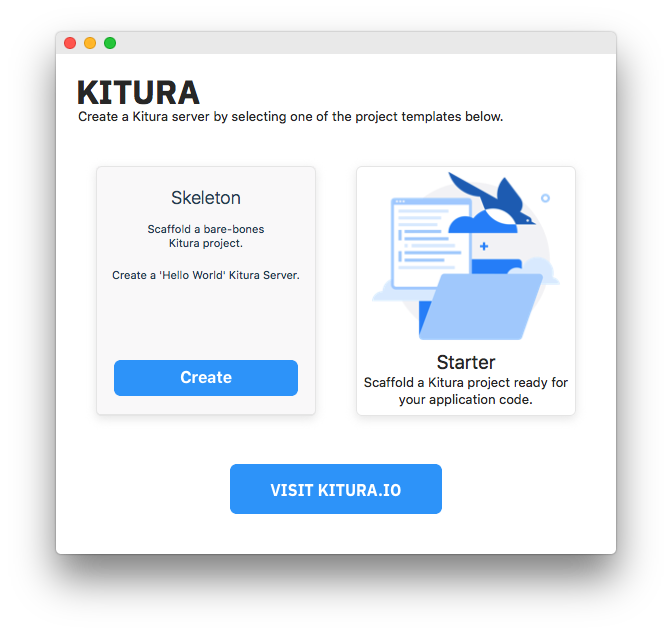 KITURA
Create a Kitura server by selecting one of the project templates below.
Skeleton
Scaffold a bare-bones
Kitura project.
Create a 'Hello World' Kitura Server.
Create
Starter
Scaffold a Kitura project ready for
your application code.
VISIT KITURA.IO